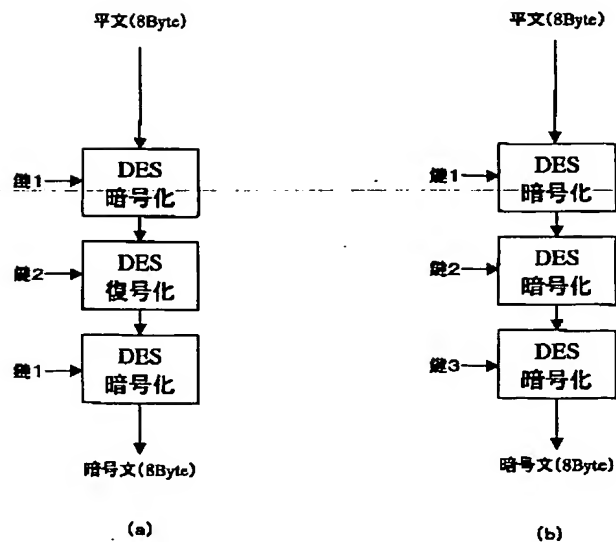 平文(8Byte)
鍵1
DES
暗号化
鍵2
DES
復号化
鍵1
DES
暗号化
暗号文(8Byte)
(a)
平文(8Byte)
鍵1
DES
暗号化
鍵2
DES
暗号化
鍵3
DES
暗号化
暗号文(8Byte)
(b)